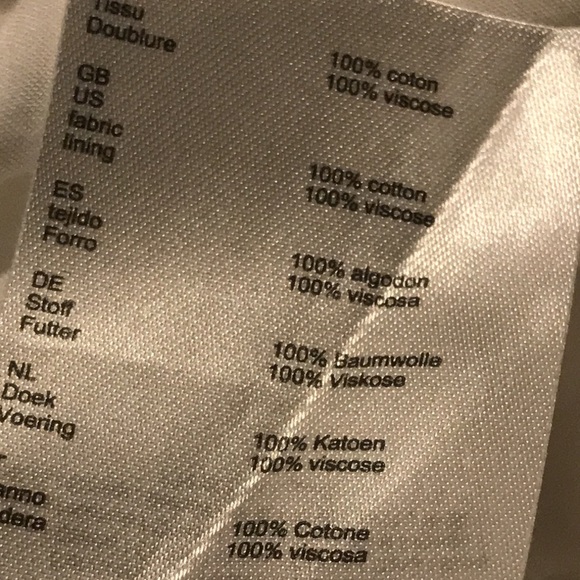 Tissu 100% coton
Doublure 100% viscose
GB
US
fabric 100% cotton
lining 100% viscose
ES
tejido 100% algodon
Forro 100% viscosa
DE
Stoff 100% Baumwolle
Futter 100% Viskose
NL
Doek 100% Katoen
Voering 100% viscose
100% Cotone
100% viscosa